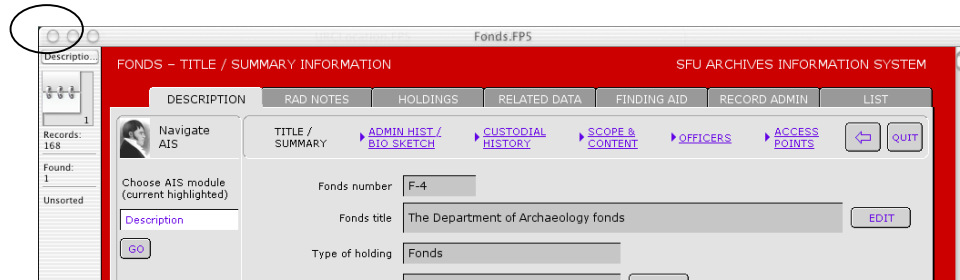 Fonds.FP5
Descriptio...
1
Records:
168
Found:
1
Unsorted
FONDS – TITLE / SUMMARY INFORMATION
SFU ARCHIVES INFORMATION SYSTEM
DESCRIPTION
RAD NOTES
HOLDINGS
RELATED DATA
FINDING AID
RECORD ADMIN
LIST
Navigate
AIS
TITLE /
SUMMARY
ADMIN HIST /
BIO SKETCH
CUSTODIAL
HISTORY
SCOPE &
CONTENT
OFFICERS
ACCESS
POINTS
QUIT
Choose AIS module
(current highlighted)
Description
GO
Fonds number
F-4
Fonds title
The Department of Archaeology fonds
EDIT
Type of holding
Fonds